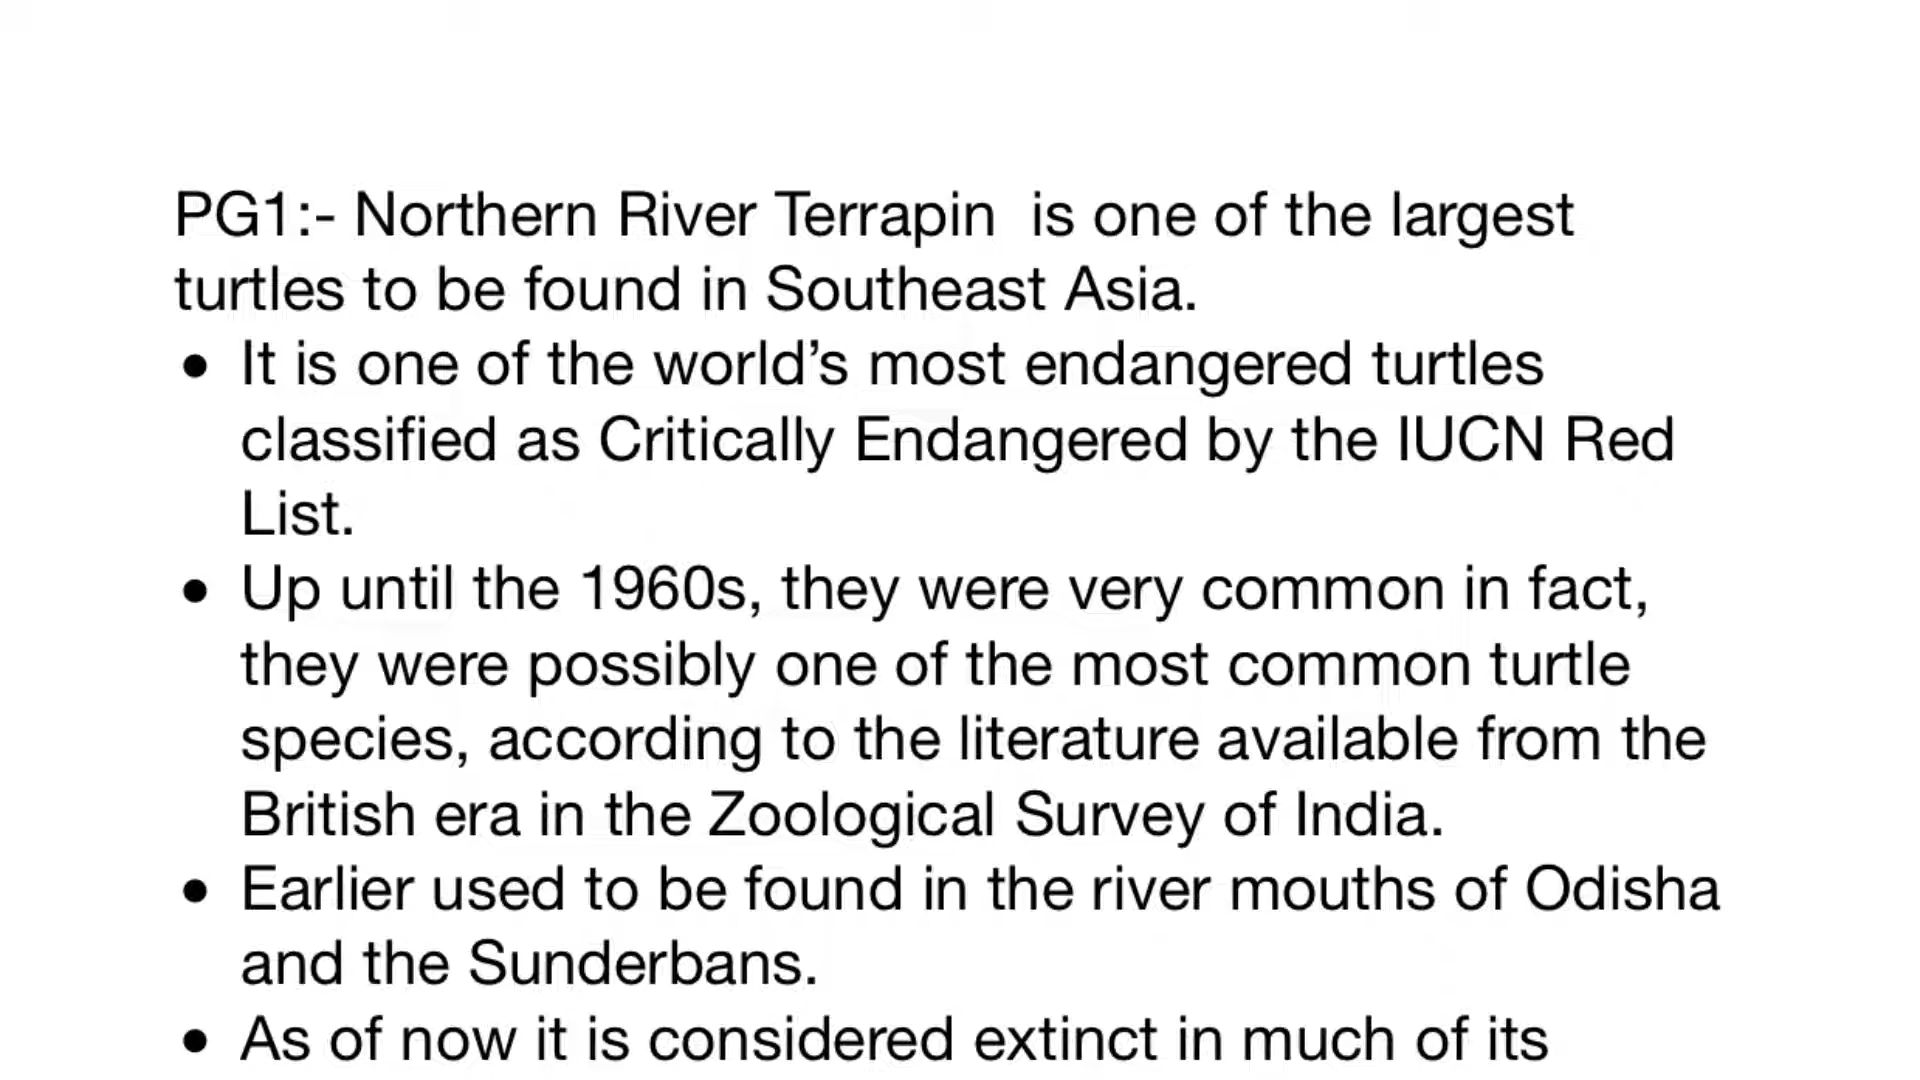 PG1:- Northern River Terrapin  is one of the largest
turtles to be found in Southeast Asia.
• It is one of the world’s most endangered turtles
classified as Critically Endangered by the IUCN Red
List.
• Up until the 1960s, they were very common in fact,
they were possibly one of the most common turtle
species, according to the literature available from the
British era in the Zoological Survey of India.
• Earlier used to be found in the river mouths of Odisha
and the Sunderbans.
• As of now it is considered extinct in much of its